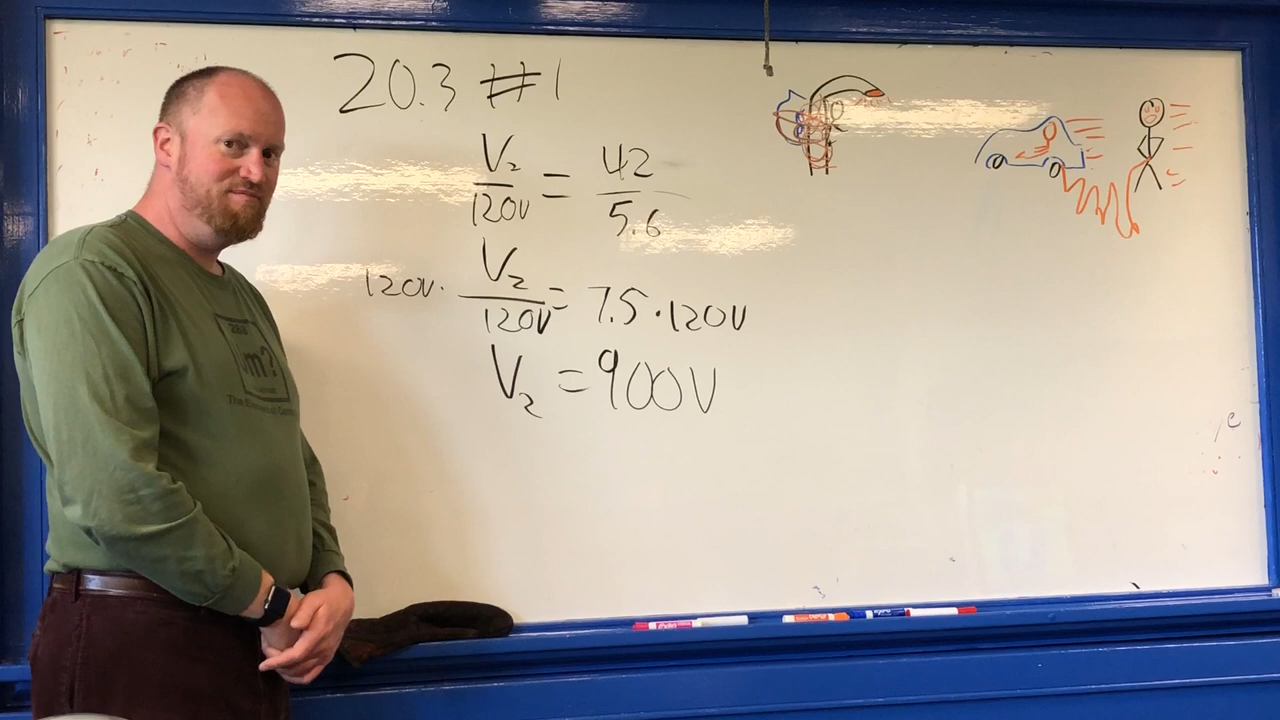 20.3 #1
V₂/120V = 42/5.6
120V · V₂/120V = 7.5 · 120V
V₂ = 900V